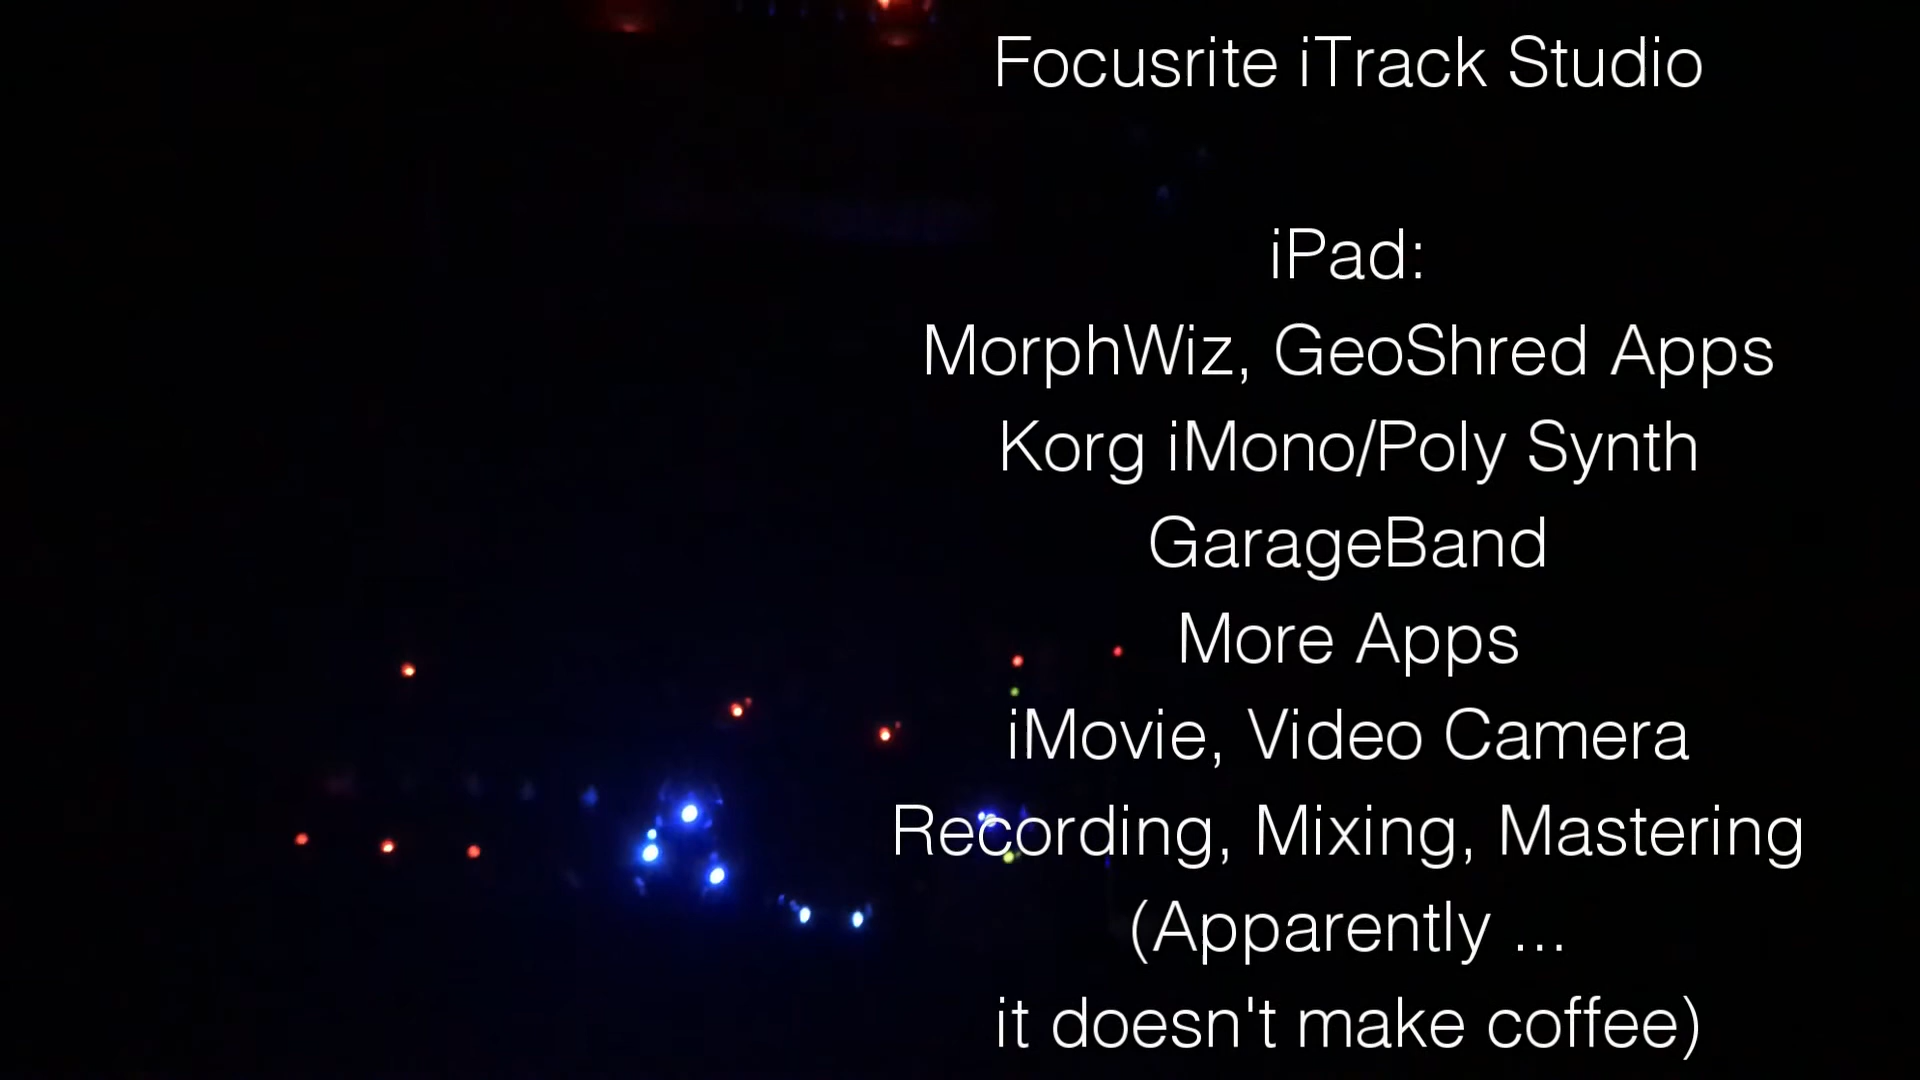 Focusrite iTrack Studio
iPad:
MorphWiz, GeoShred Apps
Korg iMono/Poly Synth
GarageBand
More Apps
iMovie, Video Camera
Recording, Mixing, Mastering
(Apparently ...
it doesn't make coffee)